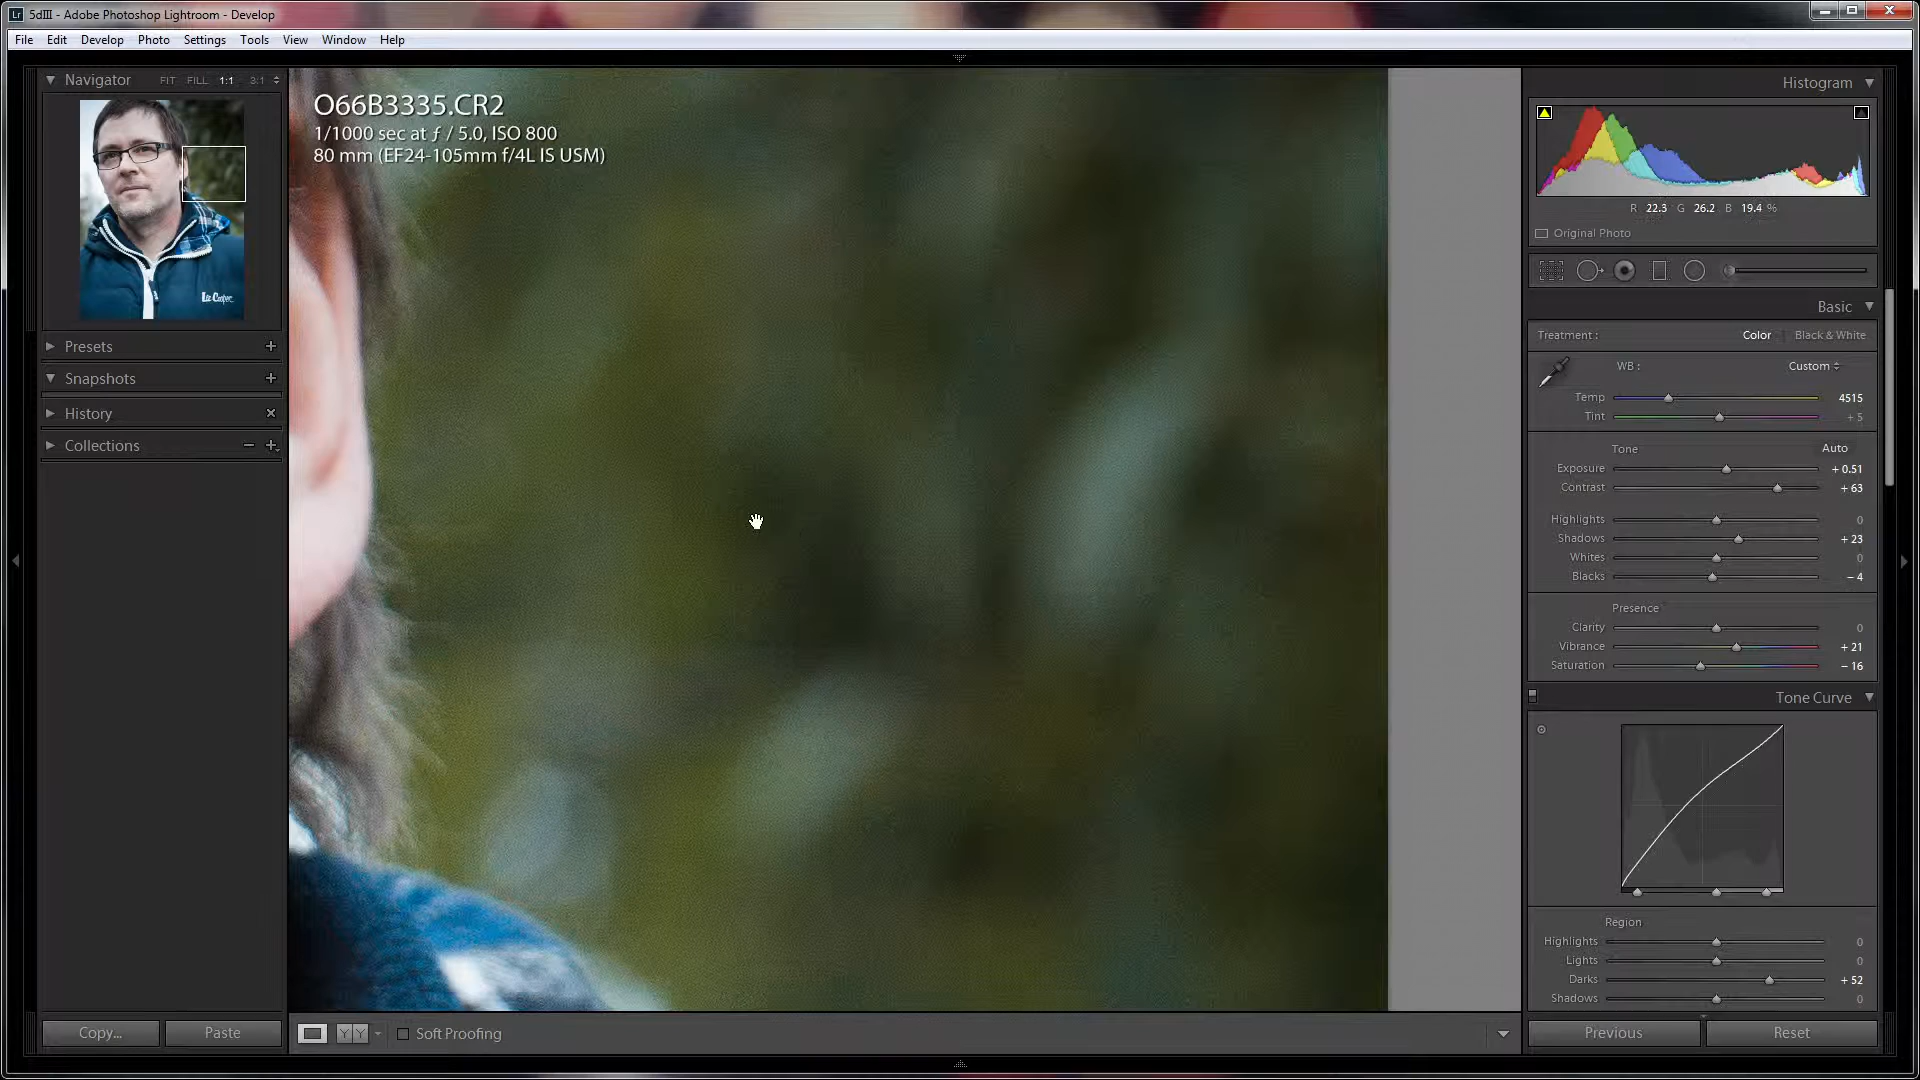 5dIII - Adobe Photoshop Lightroom - Develop
File Edit Develop Photo Settings Tools View Window Help
Navigator FIT FILL 1:1 3:1
Lee Cooper
Presets
Snapshots
History
Collections
Copy... Paste
O66B3335.CR2
1/1000 sec at ƒ / 5.0, ISO 800
80 mm (EF24-105mm f/4L IS USM)
Soft Proofing
Histogram
R 22.3 G 26.2 B 19.4 %
Original Photo
Basic
Treatment : Color Black & White
WB : Custom
Temp 4515
Tint + 5
Tone Auto
Exposure + 0.51
Contrast + 63
Highlights 0
Shadows + 23
Whites 0
Blacks – 4
Presence
Clarity 0
Vibrance + 21
Saturation – 16
Tone Curve
Region
Highlights 0
Lights 0
Darks + 52
Shadows 0
Previous Reset